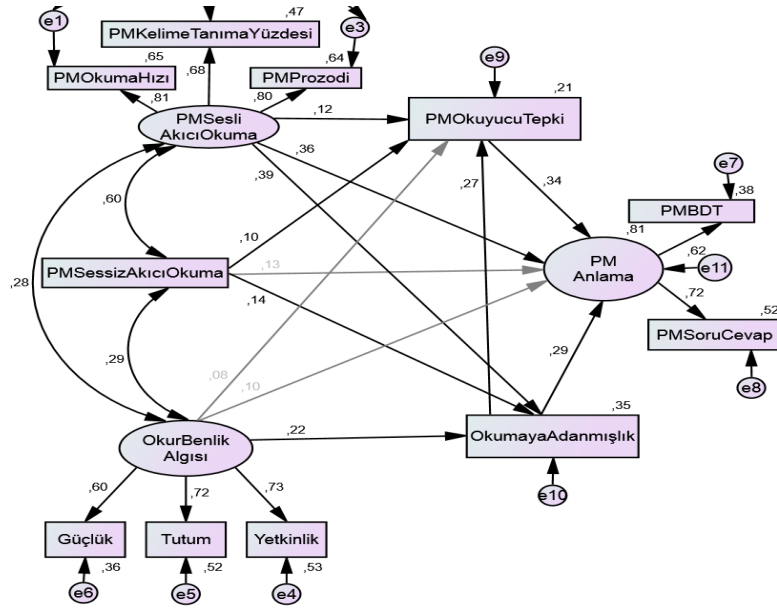 e1
,47
PMKelimeTanımaYüzdesi
e3
,65
,68
,64
PMOkumaHızı
PMProzodi
e9
,81
,80
,21
PMSesli
AkıcıOkuma
,12
PMOkuyucuTepki
,36
e7
,39
,27
,34
,38
PMBDT
,60
,10
,81
,62
PMSessizAkıcıOkuma
,13
PM
Anlama
e11
,28
,14
,72
,52
PMSoruCevap
,29
,29
,08
,10
e8
,35
OkurBenlik
Algısı
,22
OkumayaAdanmışlık
,60
,72
,73
e10
Güçlük
Tutum
Yetkinlik
,36
,52
,53
e6
e5
e4